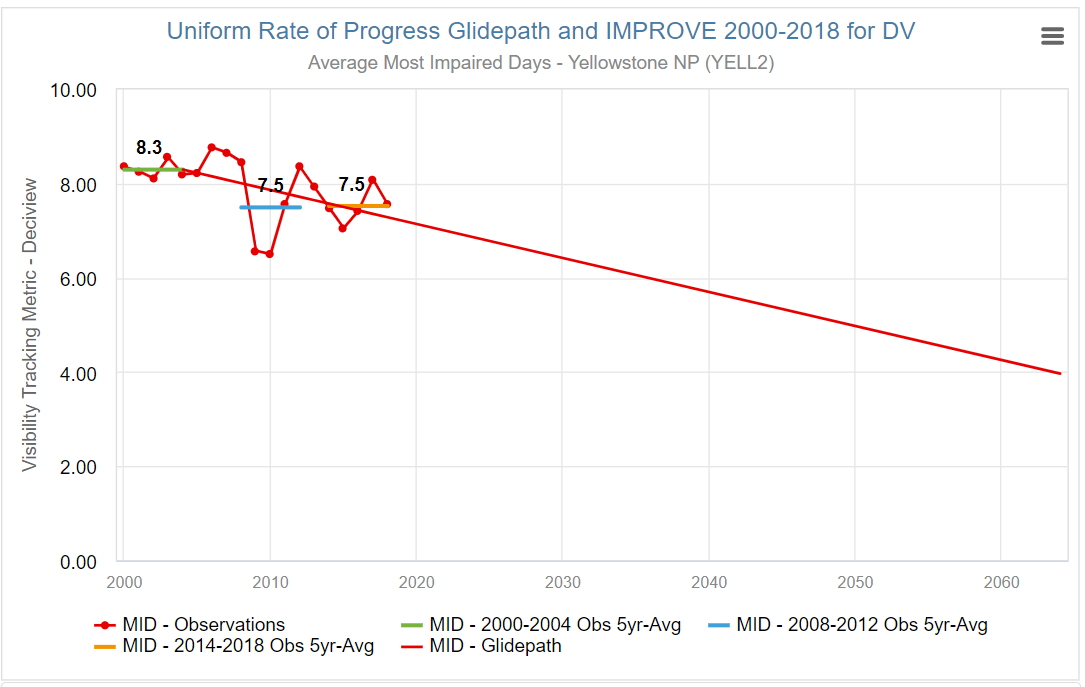 Uniform Rate of Progress Glidepath and IMPROVE 2000-2018 for DV
Average Most Impaired Days - Yellowstone NP (YELL2)
Visibility Tracking Metric - Deciview
10.00
8.00
6.00
4.00
2.00
0.00
8.3
7.5
7.5
2000 2010 2020 2030 2040 2050 2060
MID - Observations MID - 2000-2004 Obs 5yr-Avg MID - 2008-2012 Obs 5yr-Avg
MID - 2014-2018 Obs 5yr-Avg MID - Glidepath